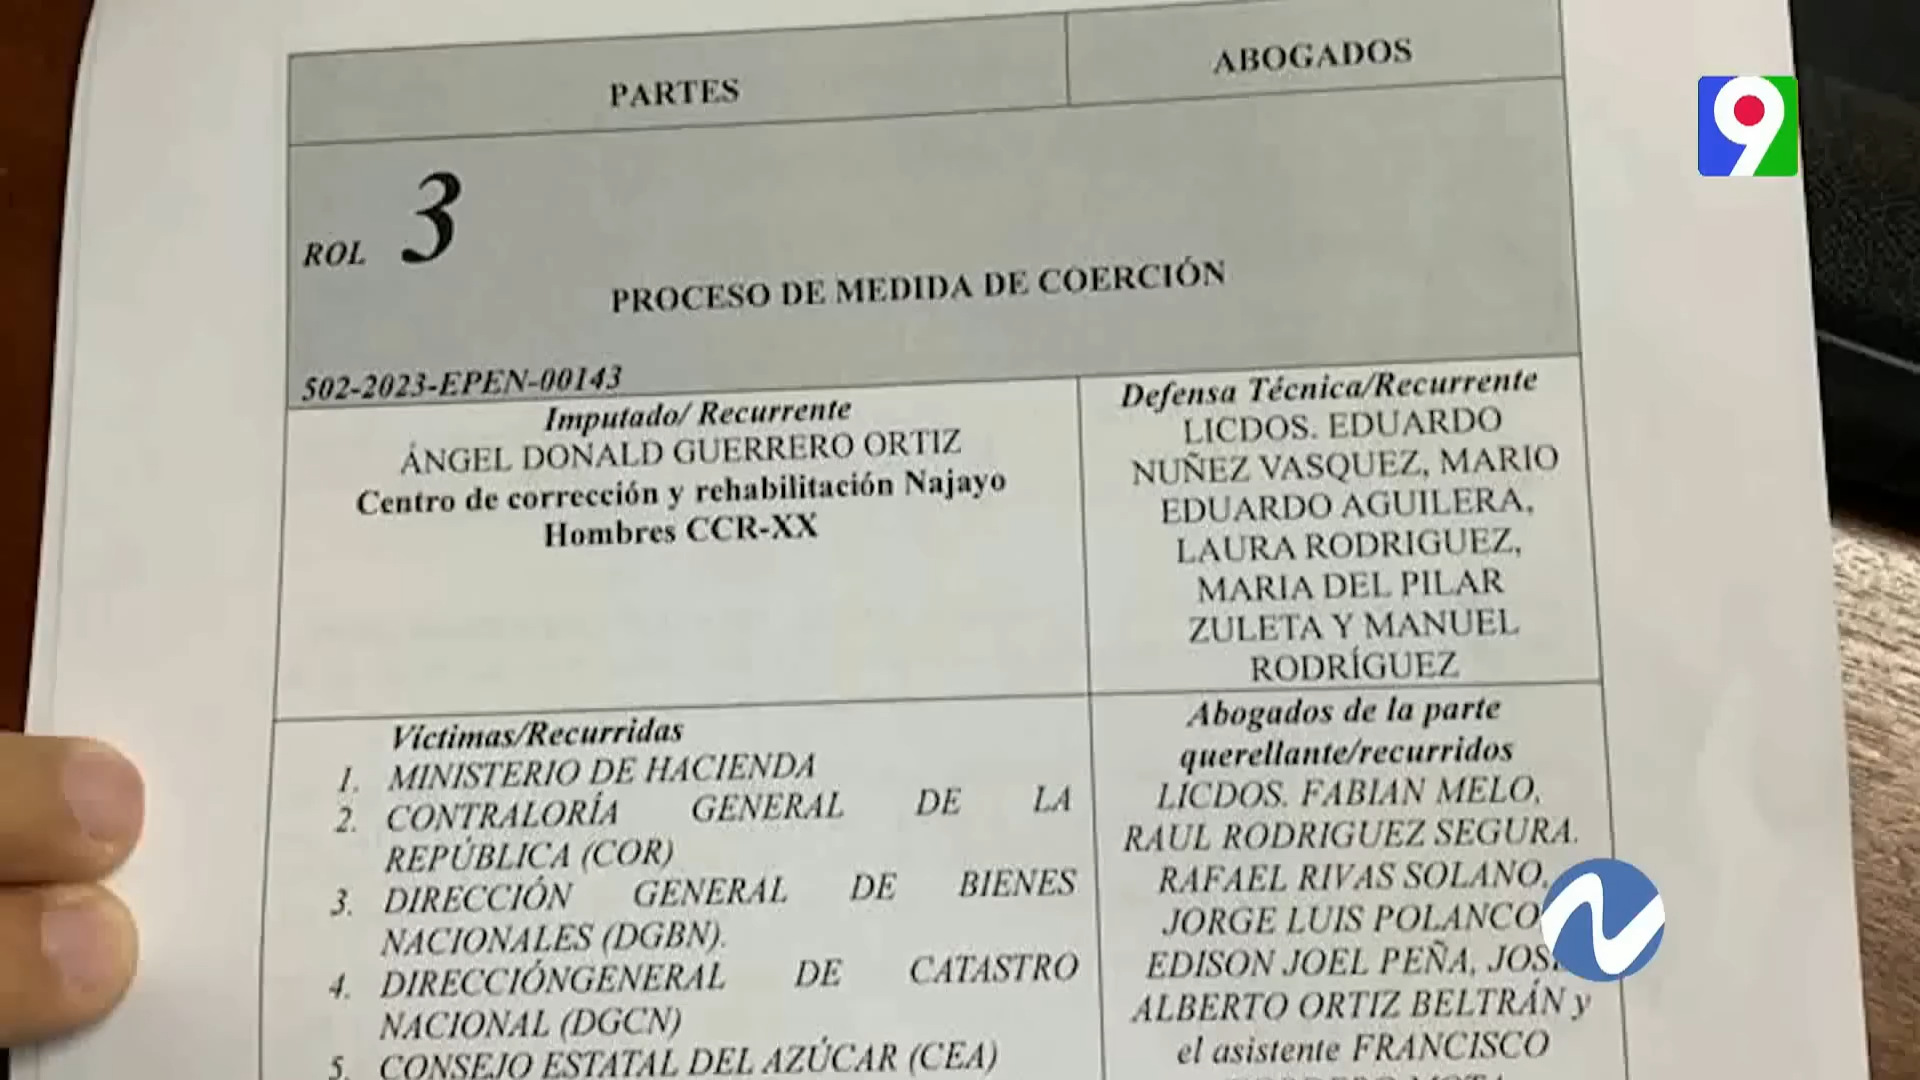 PARTES
ABOGADOS
9
ROL 3
PROCESO DE MEDIDA DE COERCIÓN
502-2023-EPEN-00143
Imputado/ Recurrente
ÁNGEL DONALD GUERRERO ORTIZ
Centro de corrección y rehabilitación Najayo
Hombres CCR-XX
Defensa Técnica/Recurrente
LICDOS. EDUARDO
NUÑEZ VASQUEZ, MARIO
EDUARDO AGUILERA,
LAURA RODRIGUEZ,
MARIA DEL PILAR
ZULETA Y MANUEL
RODRÍGUEZ
Víctimas/Recurridas
1. MINISTERIO DE HACIENDA
2. CONTRALORÍA GENERAL DE LA
REPÚBLICA (COR)
3. DIRECCIÓN GENERAL DE BIENES
NACIONALES (DGBN).
4. DIRECCIÓNGENERAL DE CATASTRO
NACIONAL (DGCN)
5. CONSEJO ESTATAL DEL AZÚCAR (CEA)
Abogados de la parte
querellante/recurridos
LICDOS. FABIAN MELO,
RAUL RODRIGUEZ SEGURA.
RAFAEL RIVAS SOLANO,
JORGE LUIS POLANCO
EDISON JOEL PEÑA,
ALBERTO ORTIZ BELTRÁN y
el asistente FRANCISCO